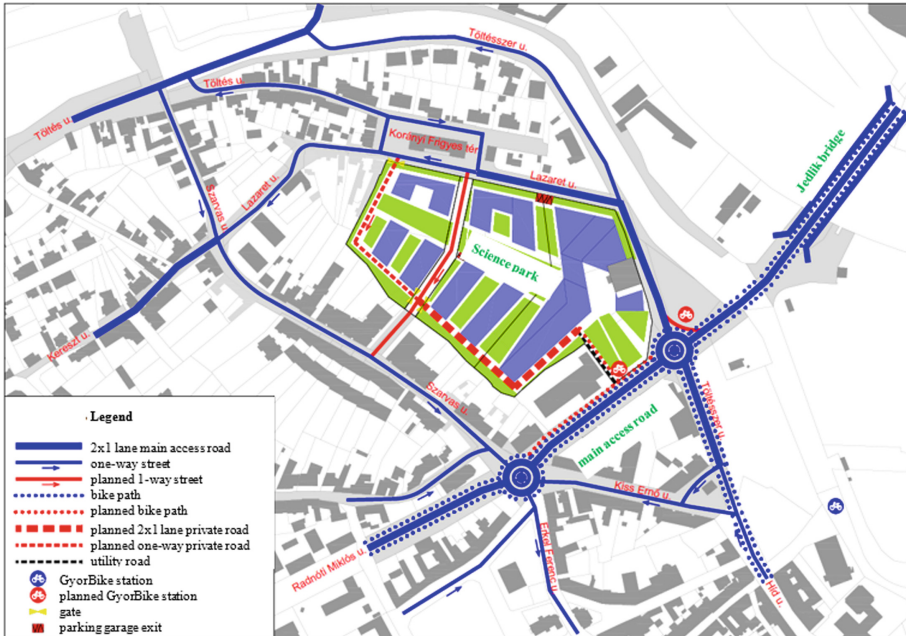 Töltésszer u.
Töltés u.
Töltés u.
Korányi Frigyes tér
Jedlik bridge
Lazaret u.
Lazaret u.
Szarvas u.
Science park
Kereszt u.
Szarvas u.
Töltésszer u.
main access road
Kiss Ernő u.
Erkel Ferenc u.
Radnóti Miklós u.
Híd u.
Legend
2x1 lane main access road
one-way street
planned 1-way street
bike path
planned bike path
planned 2x1 lane private road
planned one-way private road
utility road
GyorBike station
planned GyorBike station
gate
parking garage exit